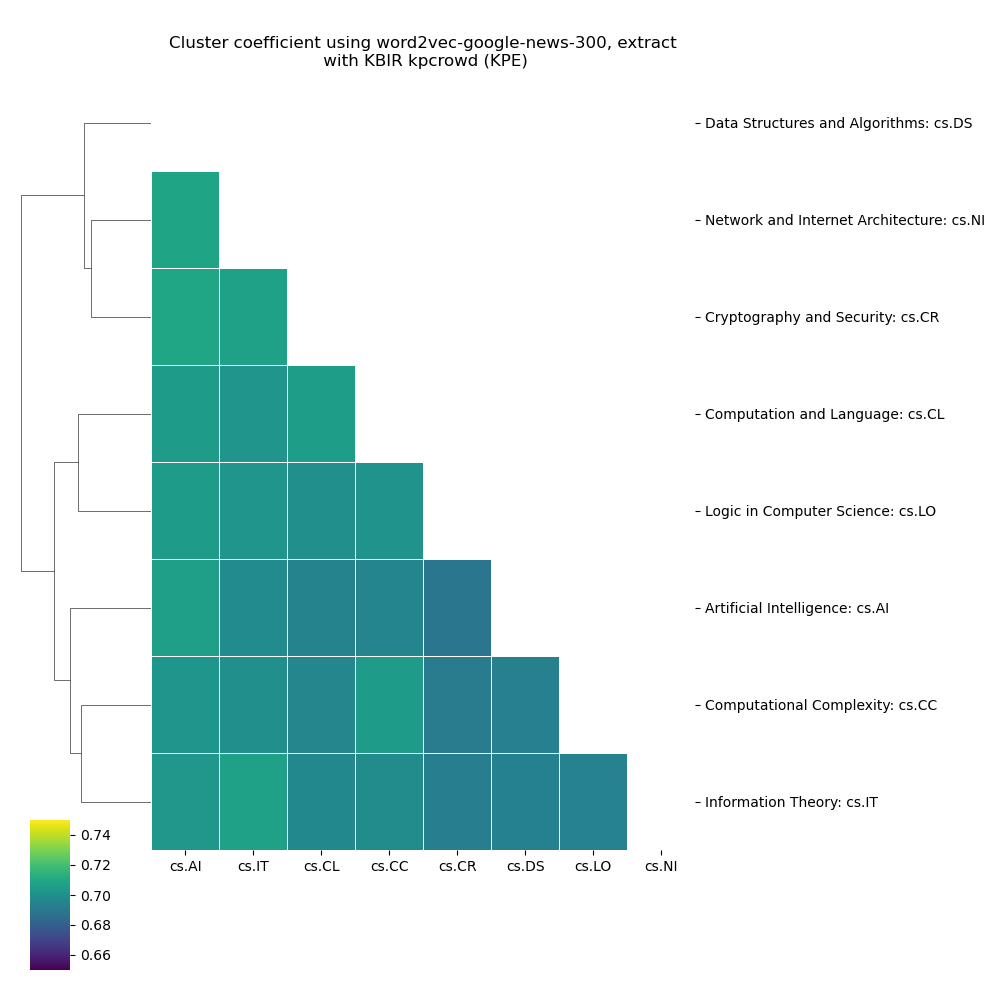 Cluster coefficient using word2vec-google-news-300, extract
with KBIR kpcrowd (KPE)
Data Structures and Algorithms: cs.DS
Network and Internet Architecture: cs.NI
Cryptography and Security: cs.CR
Computation and Language: cs.CL
Logic in Computer Science: cs.LO
Artificial Intelligence: cs.AI
Computational Complexity: cs.CC
Information Theory: cs.IT
cs.AI cs.IT cs.CL cs.CC cs.CR cs.DS cs.LO cs.NI
0.74
0.72
0.70
0.68
0.66